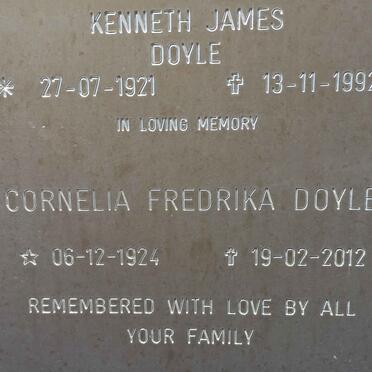 KENNETH JAMES
DOYLE
* 27-07-1921 ✝ 13-11-1992
IN LOVING MEMORY
CORNELIA FREDRIKA DOYLE
☆ 06-12-1924 ✝ 19-02-2012
REMEMBERED WITH LOVE BY ALL
YOUR FAMILY